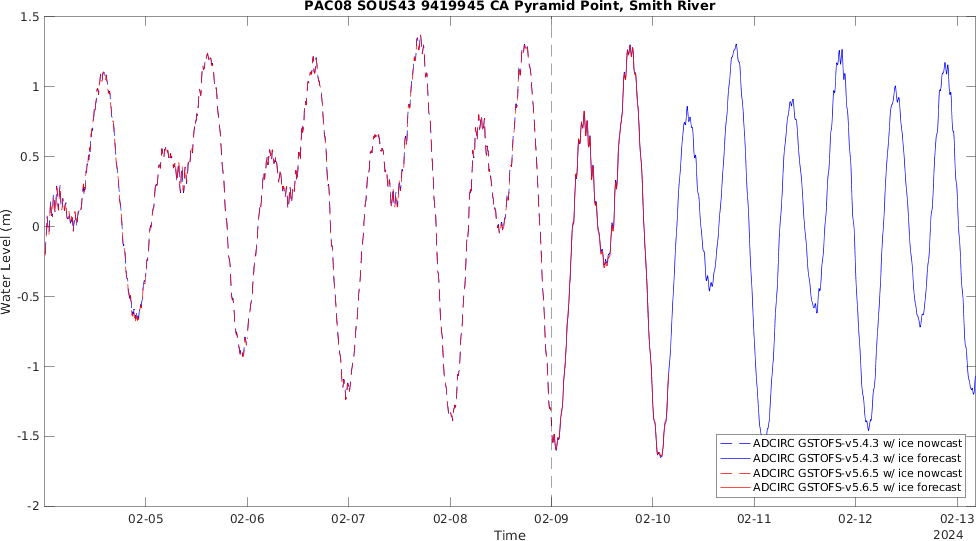 PAC08 SOUS43 9419945 CA Pyramid Point, Smith River
1.5
1
0.5
0
-0.5
-1
-1.5
-2
Water Level (m)
02-05 02-06 02-07 02-08 02-09 02-10 02-11 02-12 02-13
Time
2024
ADCIRC GSTOFS-v5.4.3 w/ ice nowcast
ADCIRC GSTOFS-v5.4.3 w/ ice forecast
ADCIRC GSTOFS-v5.6.5 w/ ice nowcast
ADCIRC GSTOFS-v5.6.5 w/ ice forecast